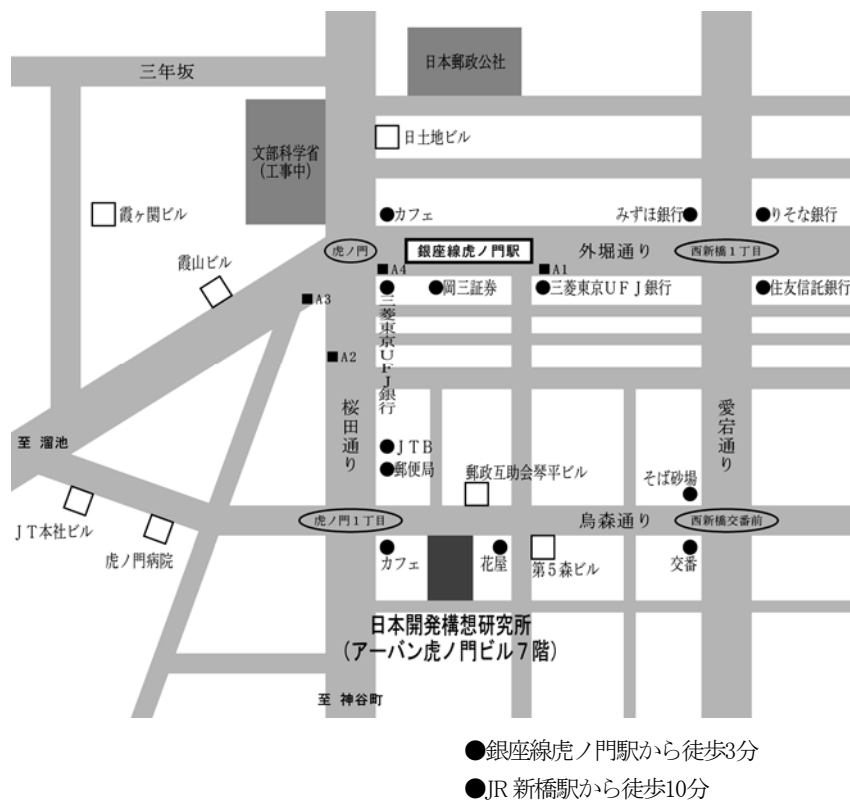 三年坂
日本郵政公社
日土地ビル
文部科学省
(工事中)
霞ヶ関ビル
カフェ
みずほ銀行
りそな銀行
虎ノ門
銀座線虎ノ門駅
外堀通り
西新橋1丁目
霞山ビル
A4
A1
岡三証券
三菱東京UFJ銀行
住友信託銀行
A3
三菱東京UFJ銀行
A2
桜田通り
愛宕通り
至 溜池
JTB
郵便局
郵政互助会琴平ビル
そば砂場
JT本社ビル
虎ノ門病院
虎ノ門1丁目
烏森通り
西新橋交番前
カフェ
花屋
第5森ビル
交番
日本開発構想研究所
(アーバン虎ノ門ビル7階)
至 神谷町
●銀座線虎ノ門駅から徒歩3分
●JR 新橋駅から徒歩10分